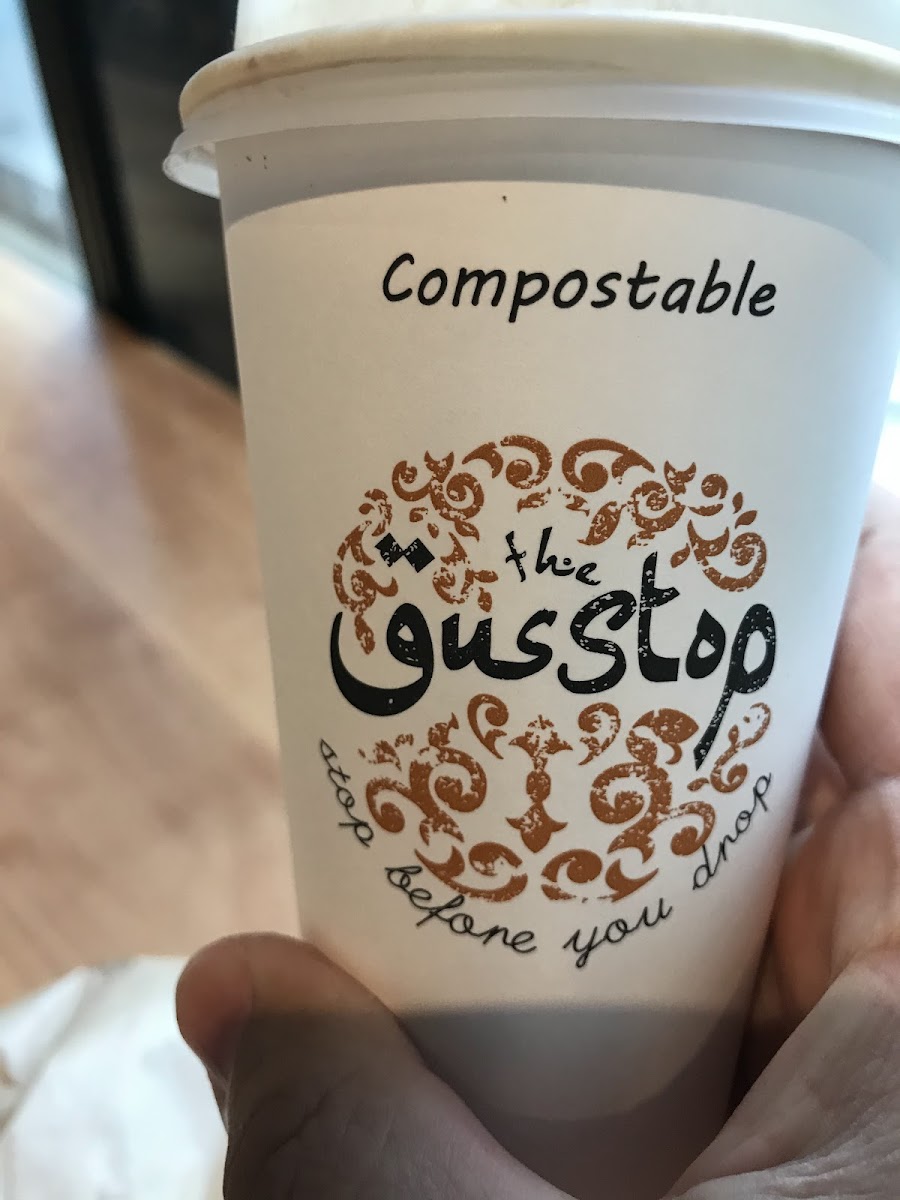 Compostable
the
GusStop
stop before you drop